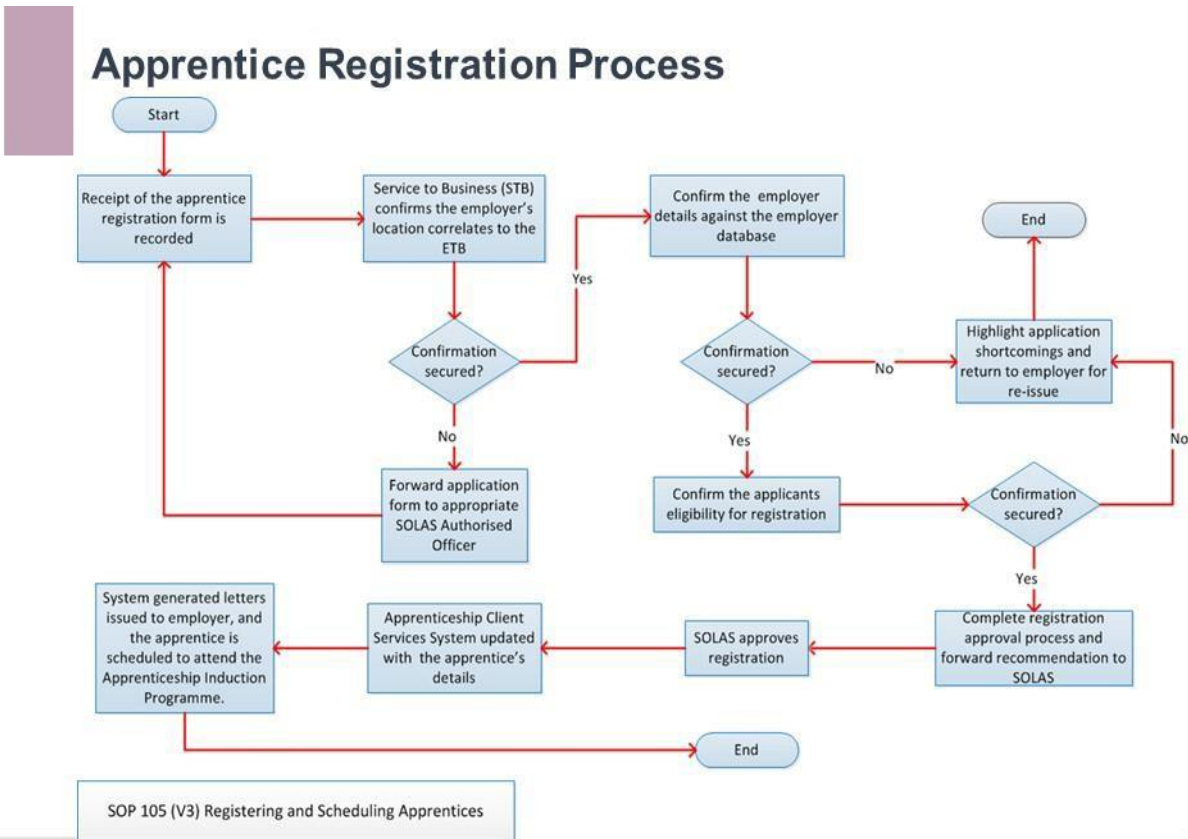 Apprentice Registration Process
Start
Receipt of the apprentice
registration form is
recorded
Service to Business (STB)
confirms the employer's
location correlates to the
ETB
Confirm the employer
details against the employer
database
End
Yes
Confirmation
secured?
Confirmation
secured?
No
Highlight application
shortcomings and
return to employer for
re-issue
No
No
Yes
Forward application
form to appropriate
SOLAS Authorised
Officer
Confirm the applicants
eligibility for registration
Confirmation
secured?
Yes
System generated letters
issued to employer, and
the apprentice is
scheduled to attend the
Apprenticeship Induction
Programme.
Apprenticeship Client
Services System updated
with the apprentice's
details
SOLAS approves
registration
Complete registration
approval process and
forward recommendation to
SOLAS
End
SOP 105 (V3) Registering and Scheduling Apprentices